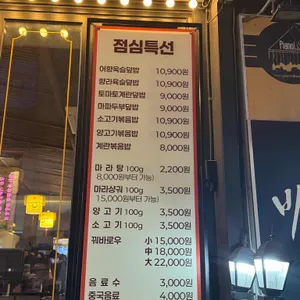 점심특선
어향육슬덮밥 10,900원
향라육슬덮밥 10,900원
토마토계란덮밥 9,000원
마파두부덮밥 9,000원
소고기볶음밥 10,900원
양고기볶음밥 10,900원
계란볶음밥 8,000원
마라탕 100g 2,200원
8,000원부터 가능)
마라샹궈 100g 3,500원
15,000원부터 가능)
양고기 100g 3,500원
소고기 100g 3,500원
꿔바로우 小 15,000원
中 18,000원
大 22,000원
음료수 3,000원
중국음료 4,000원